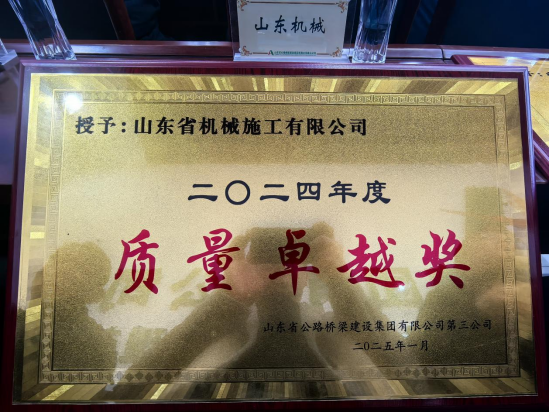 山东机械
授予：山东省机械施工有限公司
二〇二四年度
质量卓越奖
山东省公路桥梁建设集团有限公司第三公司
二〇二五年一月